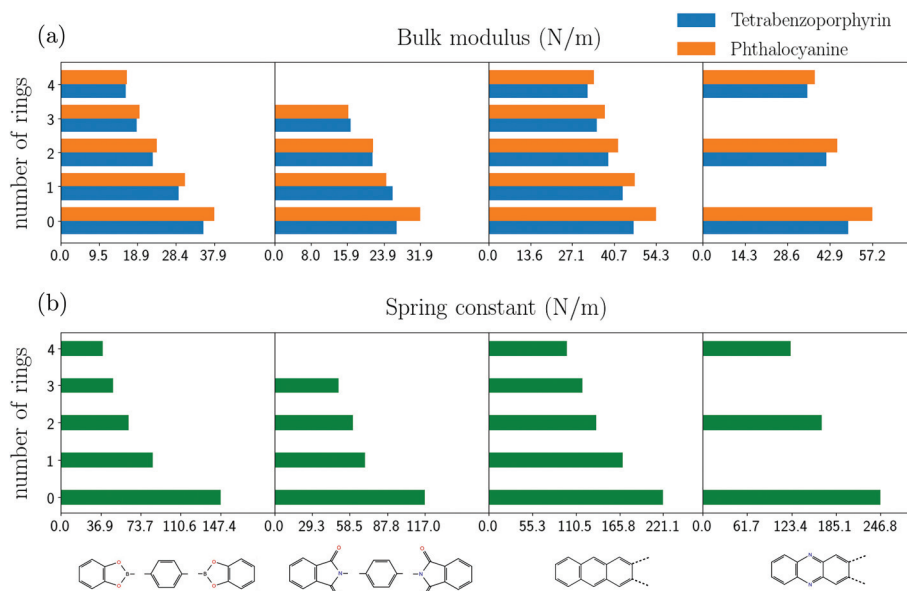 Tetrabenzoporphyrin
Phthalocyanine
(a)
Bulk modulus (N/m)
number of rings
4
3
2
1
0
0.0 9.5 18.9 28.4 37.9
0.0 8.0 15.9 23.9 31.9
0.0 13.6 27.1 40.7 54.3
0.0 14.3 28.6 42.9 57.2
(b)
Spring constant (N/m)
number of rings
4
3
2
1
0
0.0 36.9 73.7 110.6 147.4
0.0 29.3 58.5 87.8 117.0
0.0 55.3 110.5 165.8 221.1
0.0 61.7 123.4 185.1 246.8
O B O B O O
O N N O
N N